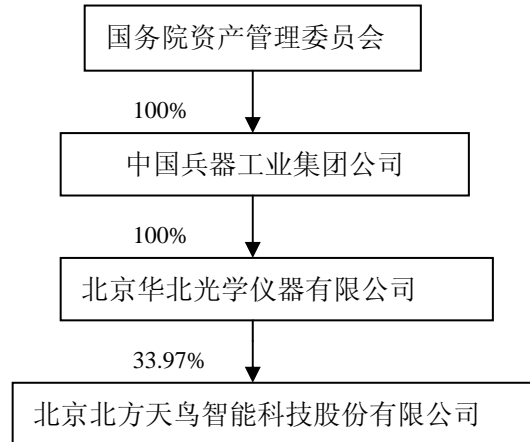 国务院资产管理委员会
100%
中国兵器工业集团公司
100%
北京华北光学仪器有限公司
33.97%
北京北方天鸟智能科技股份有限公司